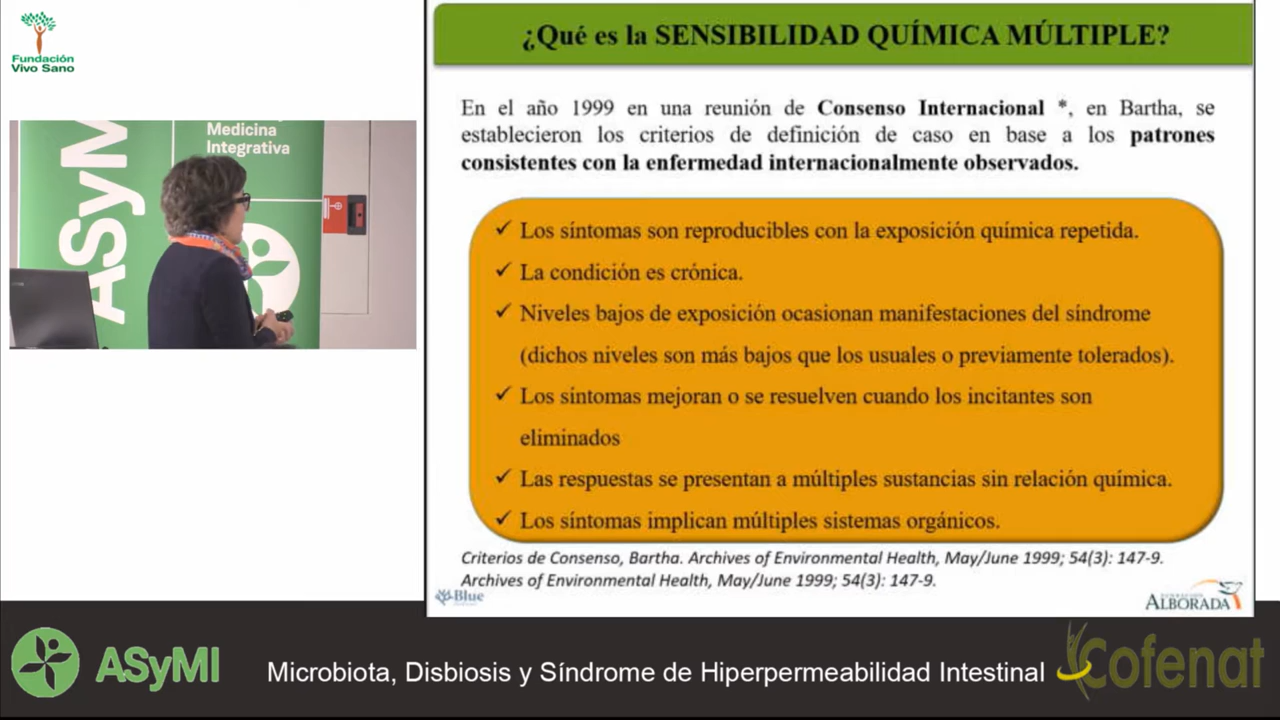 Fundación
Vivo Sano
ASyM
Medicina
Integrativa
¿Qué es la SENSIBILIDAD QUÍMICA MÚLTIPLE?
En el año 1999 en una reunión de Consenso Internacional *, en Bartha, se
establecieron los criterios de definición de caso en base a los patrones
consistentes con la enfermedad internacionalmente observados.
✓ Los síntomas son reproducibles con la exposición química repetida.
✓ La condición es crónica.
✓ Niveles bajos de exposición ocasionan manifestaciones del síndrome
(dichos niveles son más bajos que los usuales o previamente tolerados).
✓ Los síntomas mejoran o se resuelven cuando los incitantes son
eliminados
✓ Las respuestas se presentan a múltiples sustancias sin relación química.
✓ Los síntomas implican múltiples sistemas orgánicos.
Criterios de Consenso, Bartha. Archives of Environmental Health, May/June 1999; 54(3): 147-9.
Archives of Environmental Health, May/June 1999; 54(3): 147-9.
Blue
ALBORADA
ASyMI
Microbiota, Disbiosis y Síndrome de Hiperpermeabilidad Intestinal
Cofenat